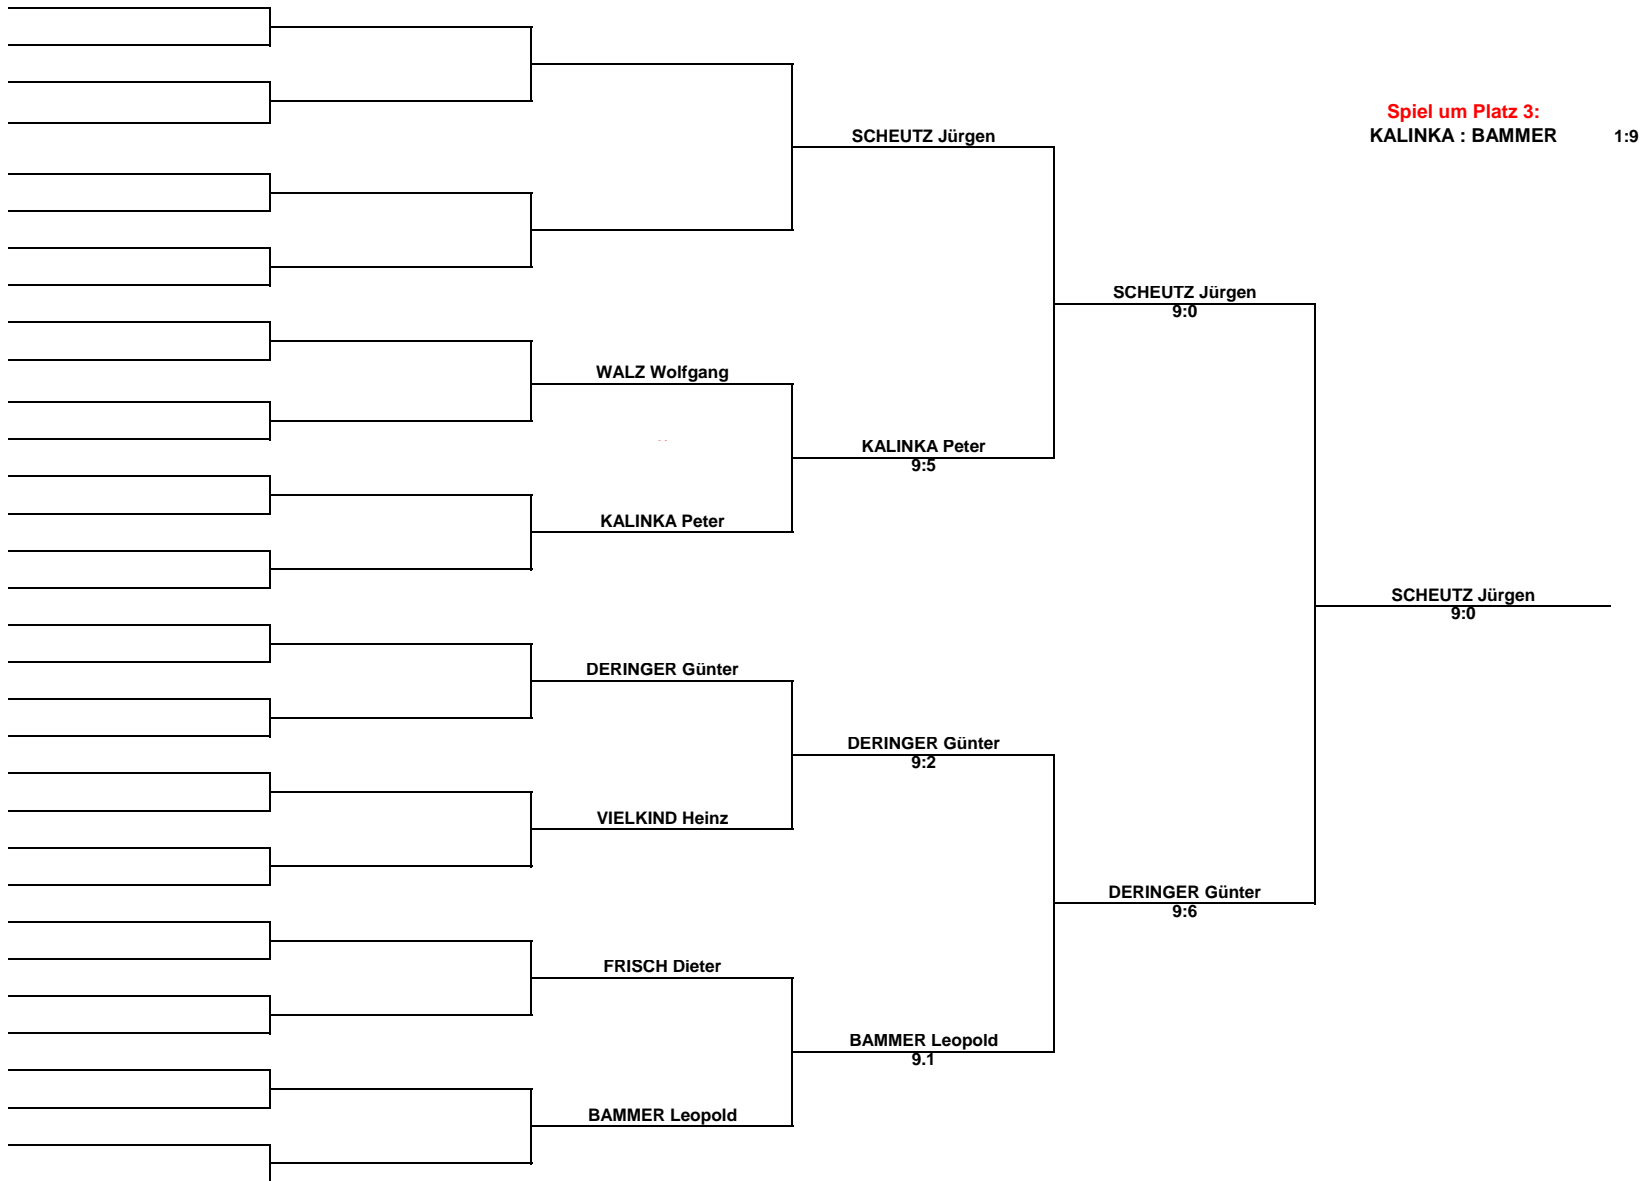 Spiel um Platz 3:
KALINKA : BAMMER 1:9
SCHEUTZ Jürgen
SCHEUTZ Jürgen
9:0
WALZ Wolfgang
KALINKA Peter
9:5
KALINKA Peter
SCHEUTZ Jürgen
9:0
DERINGER Günter
DERINGER Günter
9:2
VIELKIND Heinz
DERINGER Günter
9:6
FRISCH Dieter
BAMMER Leopold
9.1
BAMMER Leopold